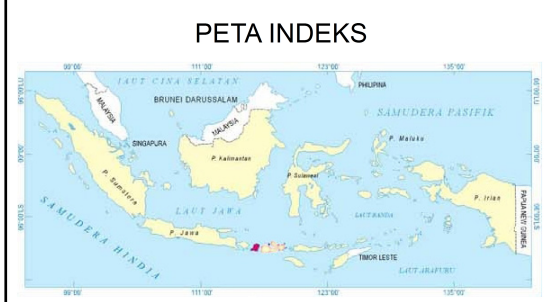 PETA INDEKS
99°00'
111°00'
123°00'
135°00'
LAUT CINA SELATAN
PHILIPINA
BRUNEI DARUSSALAM
MALAYSIA
MALAYSIA
SAMUDERA PASIFIK
SINGAPURA
P. Maluku
P. Kalimantan
P. Sulawesi
P. Sumatera
P. Irian
PAPUA NEW GUINEA
LAUT JAWA
LAUT BANDA
SAMUDERA HINDIA
P. Jawa
TIMOR LESTE
LAUT ARAFURU
99°00'
111°00'
123°00'
135°00'